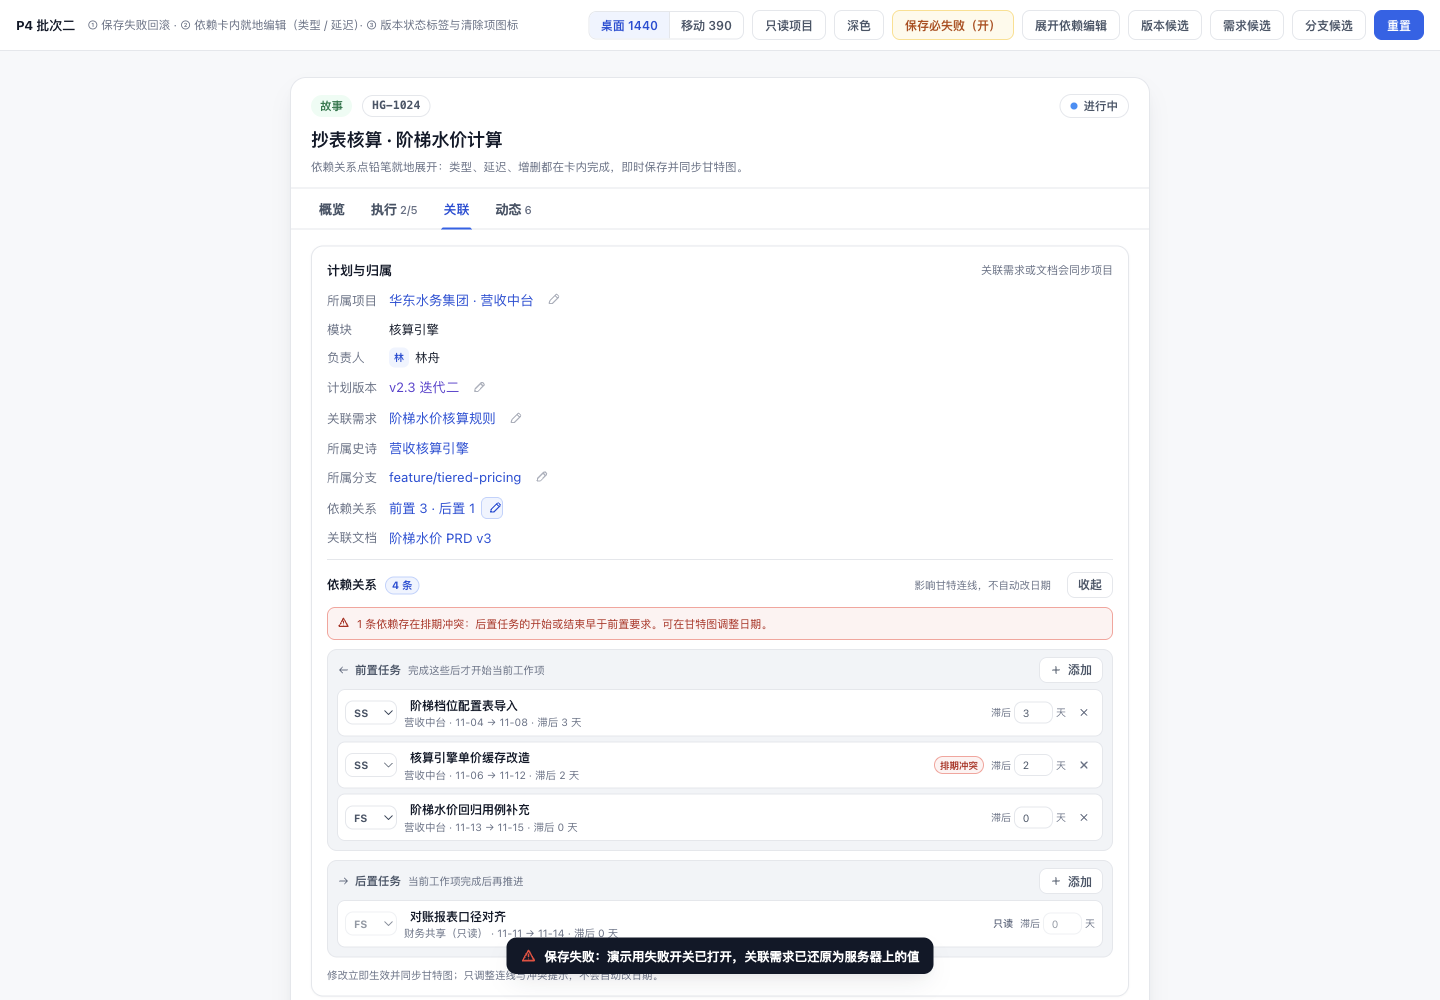 P4 批次二
① 保存失败回滚 · ② 依赖卡内就地编辑（类型 / 延迟）· ③ 版本状态标签与清除项图标
桌面 1440
移动 390
只读项目
深色
保存必失败（开）
展开依赖编辑
版本候选
需求候选
分支候选
重置
故事
HG-1024
进行中
抄表核算 · 阶梯水价计算
依赖关系点铅笔就地展开：类型、延迟、增删都在卡内完成，即时保存并同步甘特图。
概览
执行 2/5
关联
动态 6
计划与归属
关联需求或文档会同步项目
所属项目 华东水务集团 · 营收中台
模块 核算引擎
负责人 林 林舟
计划版本 v2.3 迭代二
关联需求 阶梯水价核算规则
所属史诗 营收核算引擎
所属分支 feature/tiered-pricing
依赖关系 前置 3 · 后置 1
关联文档 阶梯水价 PRD v3
依赖关系 4 条
影响甘特连线，不自动改日期
收起
1 条依赖存在排期冲突：后置任务的开始或结束早于前置要求。可在甘特图调整日期。
← 前置任务 完成这些后才开始当前工作项
＋ 添加
SS
阶梯档位配置表导入
营收中台 · 11-04 → 11-08 · 滞后 3 天
滞后 3 天 ×
SS
核算引擎单价缓存改造
营收中台 · 11-06 → 11-12 · 滞后 2 天
排期冲突 滞后 2 天 ×
FS
阶梯水价回归用例补充
营收中台 · 11-13 → 11-15 · 滞后 0 天
滞后 0 天 ×
→ 后置任务 当前工作项完成后再推进
＋ 添加
FS
对账报表口径对齐
财务共享（只读） · 11-11 → 11-14 · 滞后 0 天
只读 滞后 0 天
保存失败：演示用失败开关已打开，关联需求已还原为服务器上的值
修改立即生效并同步甘特图；只调整连线与冲突提示，不会自动改日期。